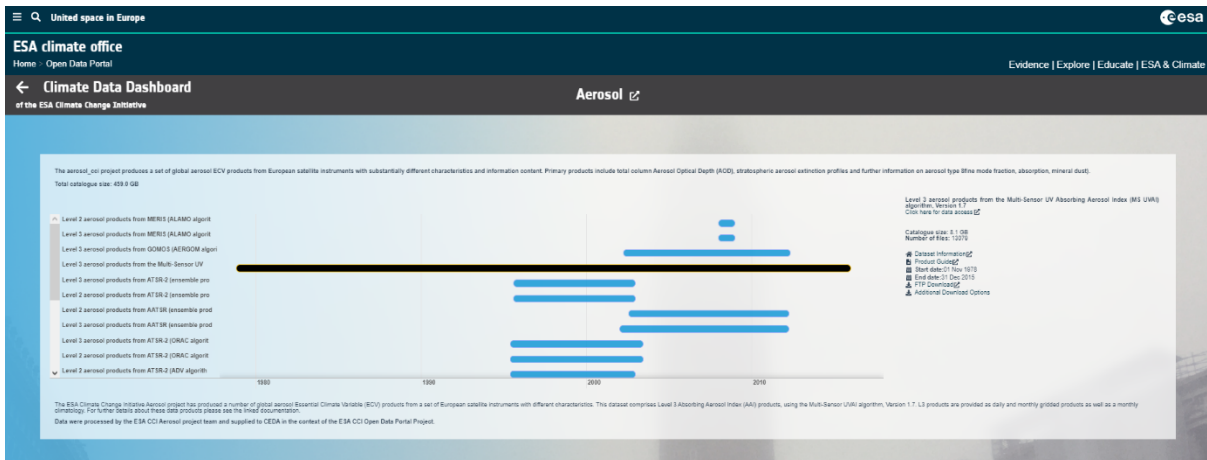 United space in Europe
esa
ESA climate office
Home > Open Data Portal
Evidence | Explore | Educate | ESA & Climate
Climate Data Dashboard
of the ESA Climate Change Initiative
Aerosol
The aerosol_cci project produces a set of global aerosol ECV products from European satellite instruments with substantially different characteristics and information content. Primary products include total column Aerosol Optical Depth (AOD), stratospheric aerosol extinction profiles and further information on aerosol type (fine mode fraction, absorption, mineral dust).
Total catalogue size: 459.0 GB
Level 2 aerosol products from MERIS (ALAMO algorit
Level 3 aerosol products from MERIS (ALAMO algorit
Level 3 aerosol products from GOMOS (AERGOM algori
Level 3 aerosol products from the Multi-Sensor UV
Level 3 aerosol products from ATSR-2 (ensemble pro
Level 2 aerosol products from ATSR-2 (ensemble pro
Level 2 aerosol products from AATSR (ensemble prod
Level 3 aerosol products from AATSR (ensemble prod
Level 3 aerosol products from ATSR-2 (ORAC algorit
Level 2 aerosol products from ATSR-2 (ORAC algorit
Level 2 aerosol products from ATSR-2 (ADV algorith
1980 1990 2000 2010
Level 3 aerosol products from the Multi-Sensor UV Absorbing Aerosol Index (MS UVAI)
algorithm, Version 1.7
Click here for data access
Catalogue size: 8.1 GB
Number of files: 13079
Dataset Information
Product Guide
Start date:01 Nov 1978
End date:31 Dec 2015
FTP Download
Additional Download Options
The ESA Climate Change Initiative Aerosol project has produced a number of global aerosol Essential Climate Variable (ECV) products from a set of European satellite instruments with different characteristics. This dataset comprises Level 3 Absorbing Aerosol Index (AAI) products, using the Multi-Sensor UVAI algorithm, Version 1.7. L3 products are provided as daily and monthly gridded products as well as a monthly
climatology. For further details about these data products please see the linked documentation.
Data were processed by the ESA CCI Aerosol project team and supplied to CEDA in the context of the ESA CCI Open Data Portal Project.